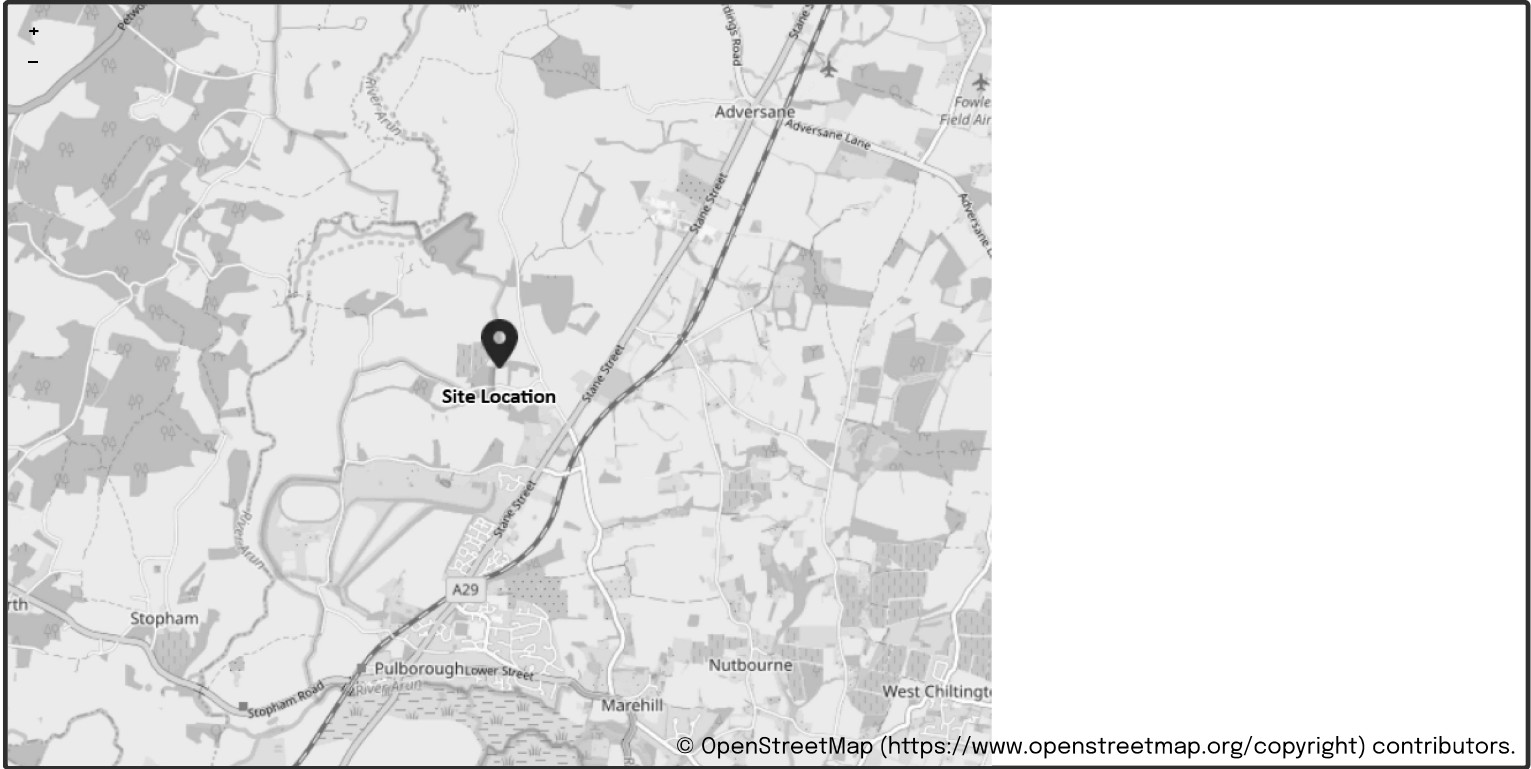 +
−
Petwo
Stane S
River Arun
Adversane
Adversane Lane
Fowle
Field Air
Stane Street
Site Location
Stane Street
Stane Street
River Arun
A29
rth
Stopham
Pulborough
Lower Street
Nutbourne
River Arun
West Chiltingt
Stopham Road
Marehill
© OpenStreetMap (https://www.openstreetmap.org/copyright) contributors.